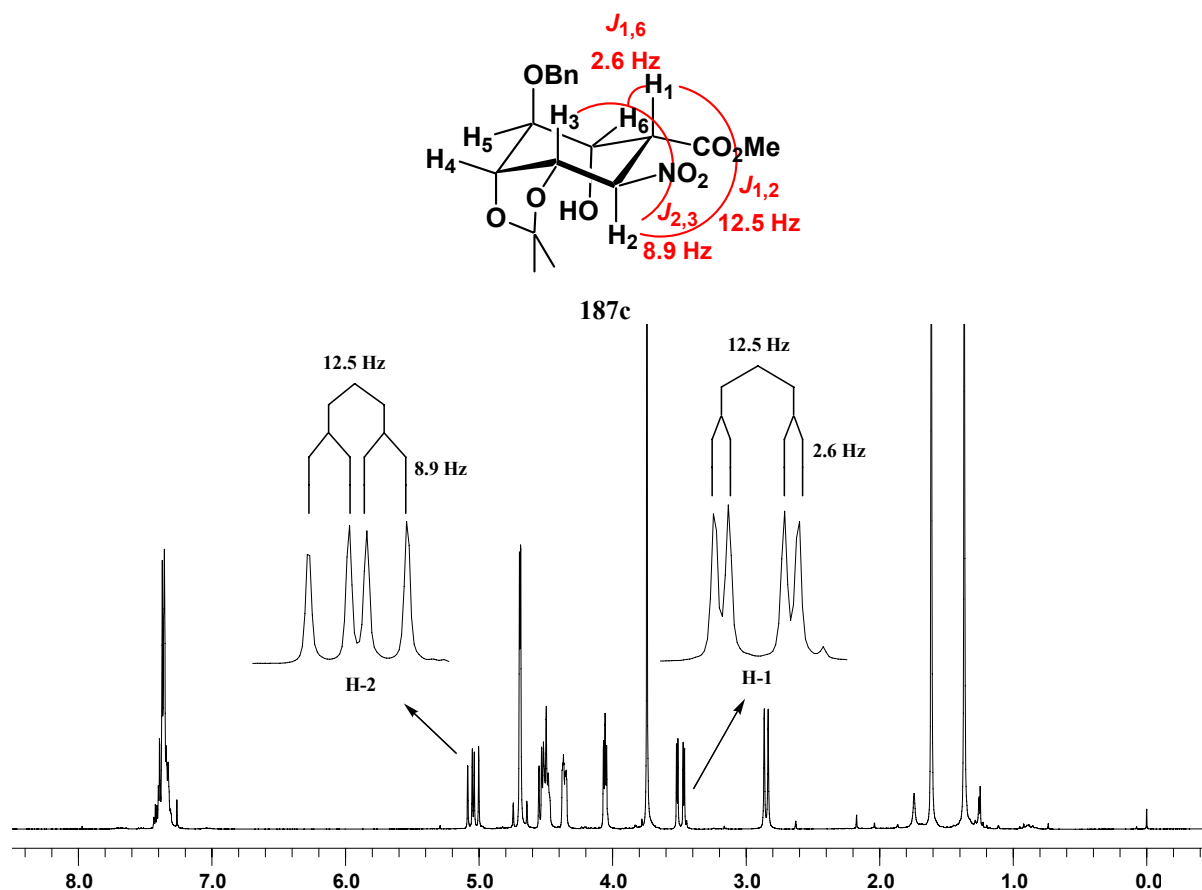 J1,6
2.6 Hz
OBn
H1
H3
H6
H5
CO2Me
H4
NO2
O
HO
J2,3
J1,2
O
H2
8.9 Hz
12.5 Hz
187c
12.5 Hz
12.5 Hz
8.9 Hz
2.6 Hz
H-2
H-1
8.0 7.0 6.0 5.0 4.0 3.0 2.0 1.0 0.0